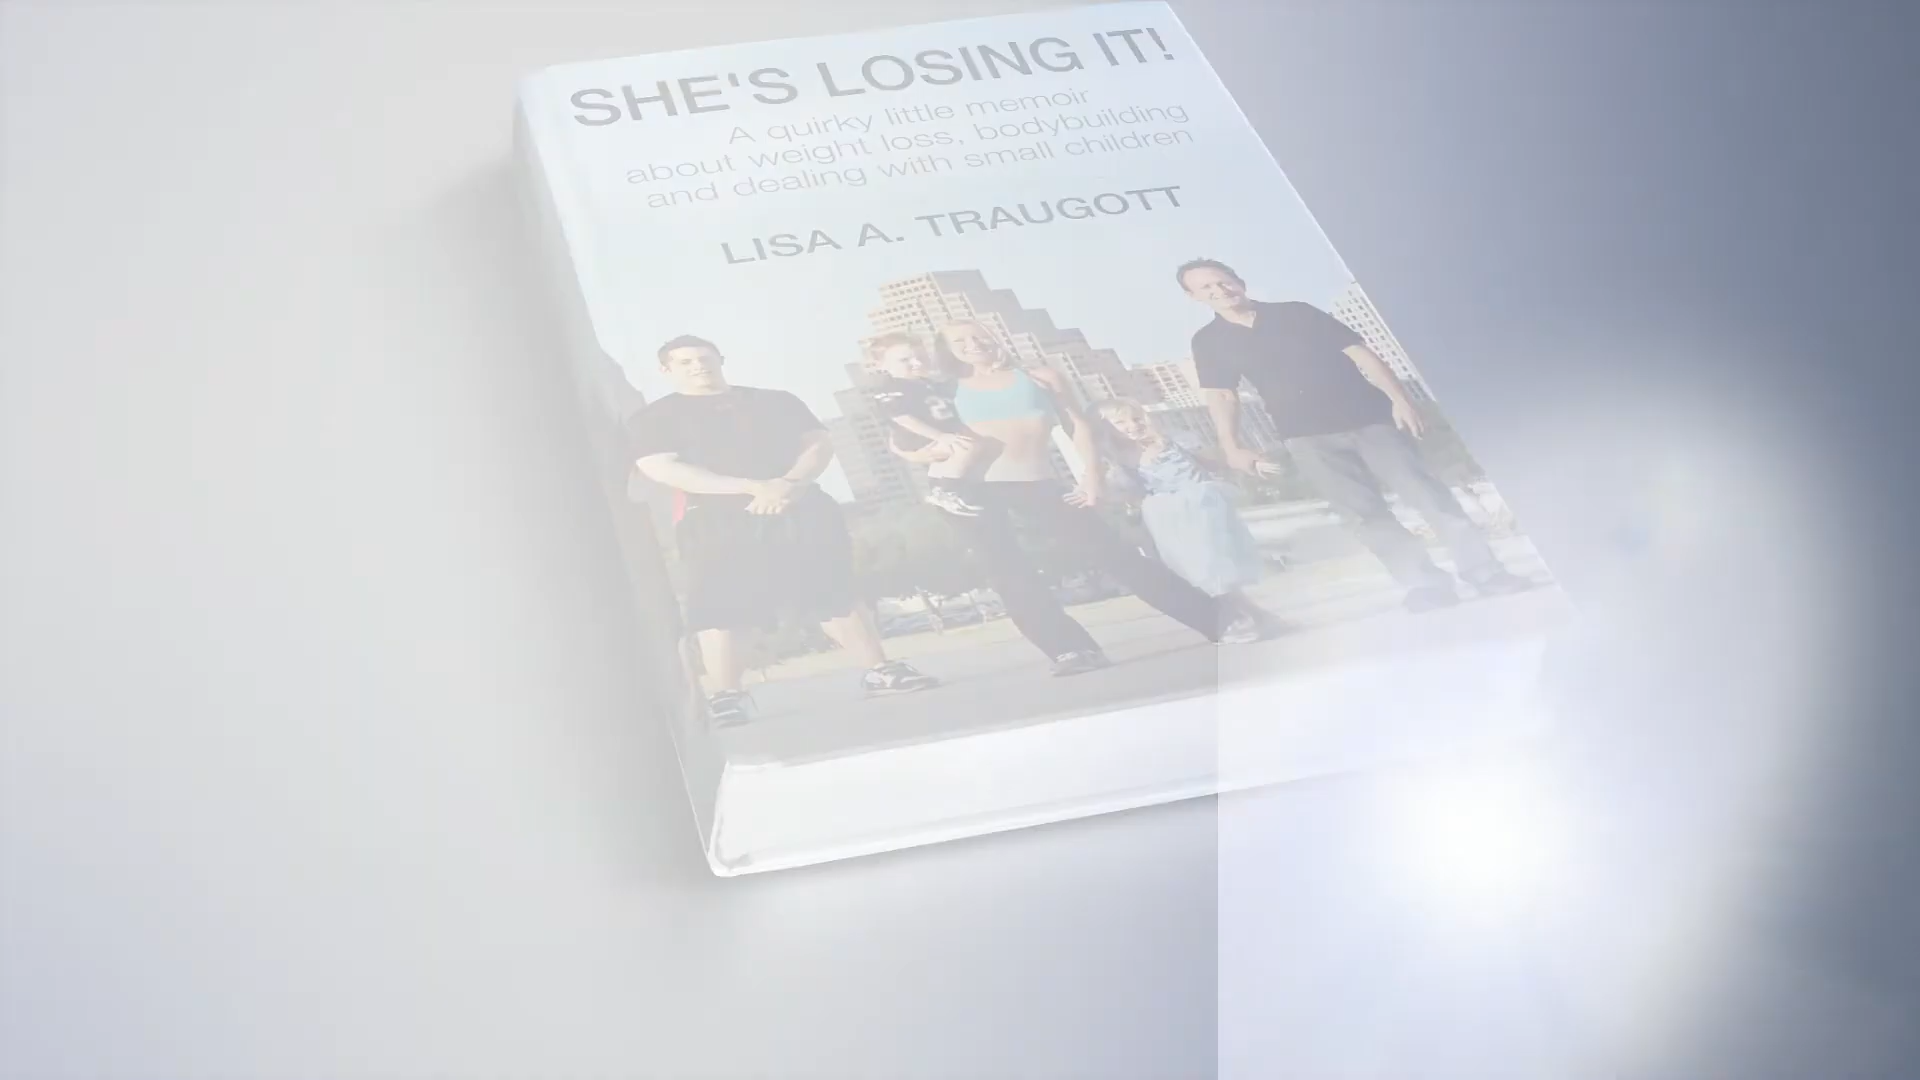 SHE'S LOSING IT!
A quirky little memoir
about weight loss, bodybuilding
and dealing with small children
LISA A. TRAUGOTT